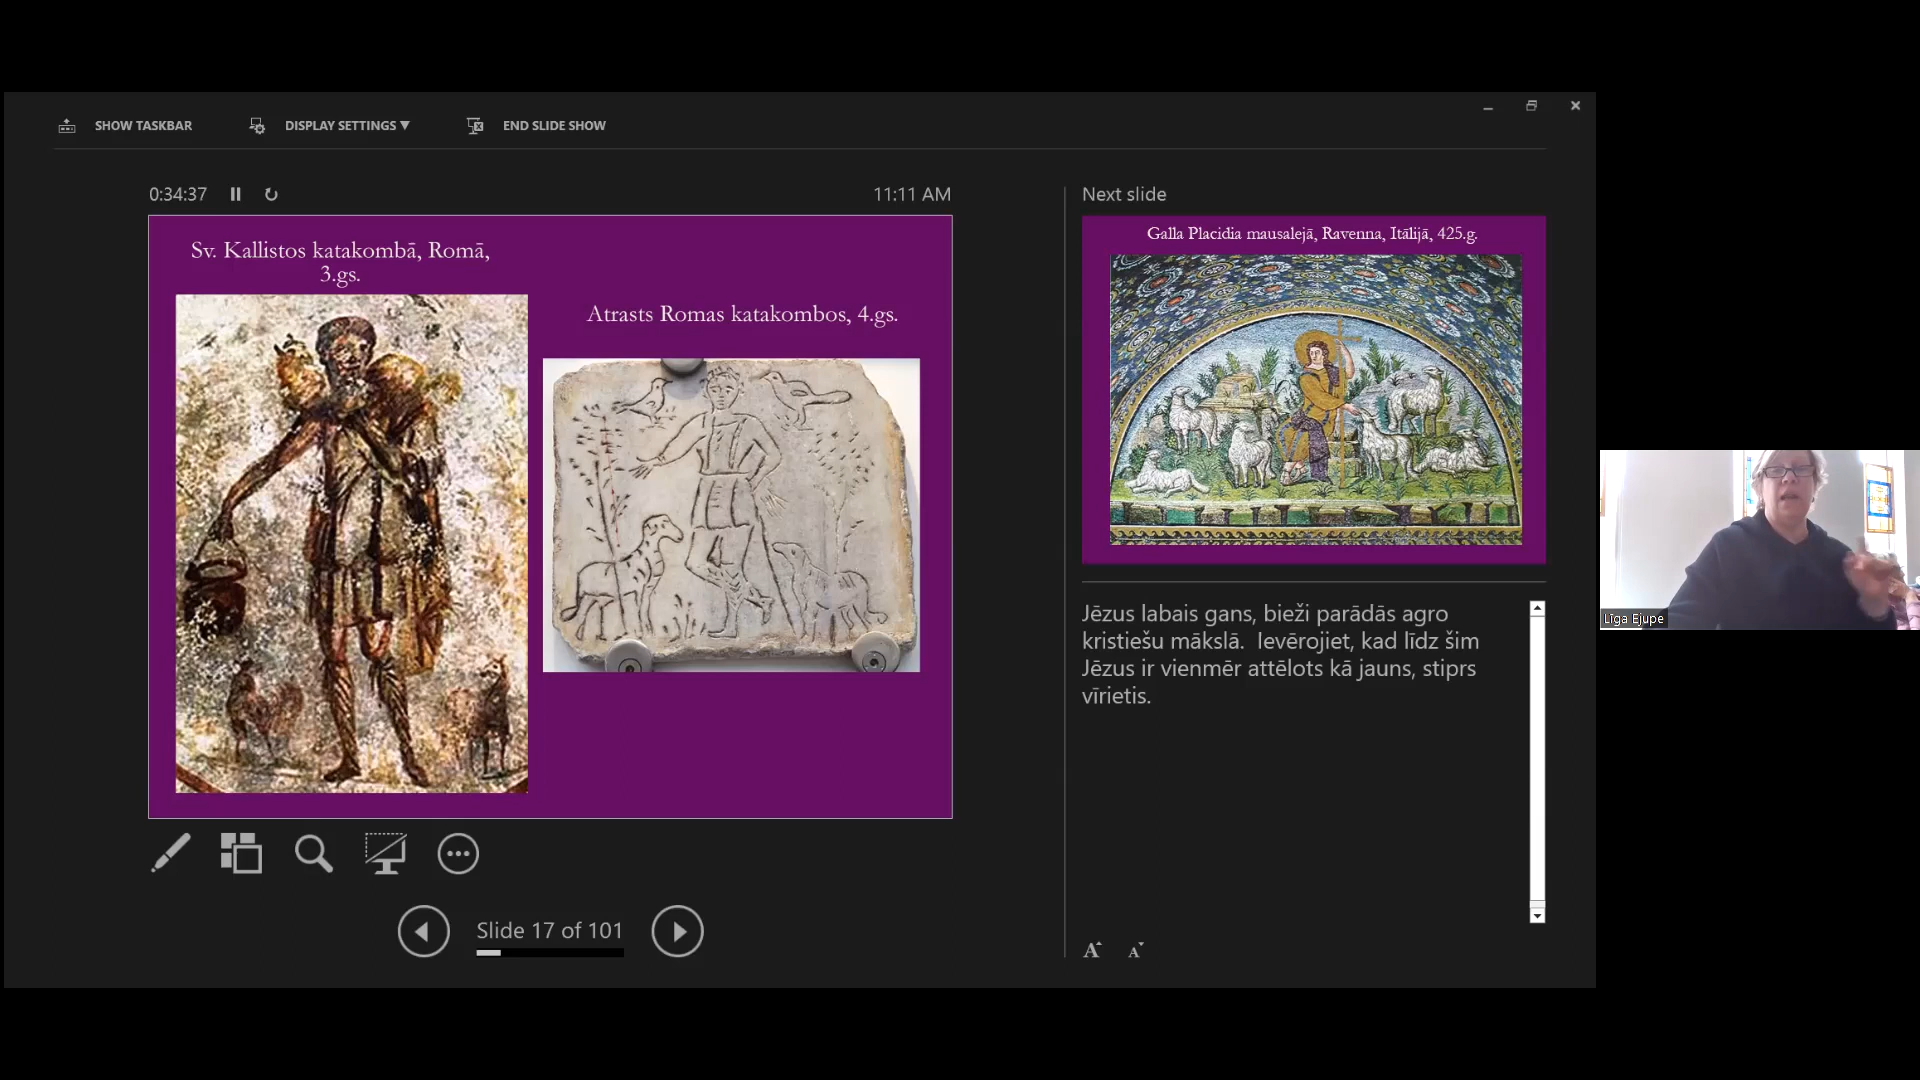 SHOW TASKBAR
DISPLAY SETTINGS ▼
END SLIDE SHOW
0:34:37
11:11 AM
Sv. Kallistos katakombā, Romā,
3.gs.
Atrasts Romas katakombos, 4.gs.
Slide 17 of 101
Next slide
Galla Placidia mausalejā, Ravenna, Itālijā, 425.g.
Jēzus labais gans, bieži parādās agro
kristiešu mākslā.  Ievērojiet, kad līdz šim
Jēzus ir vienmēr attēlots kā jauns, stiprs
vīrietis.
A A
Līga Ejupe